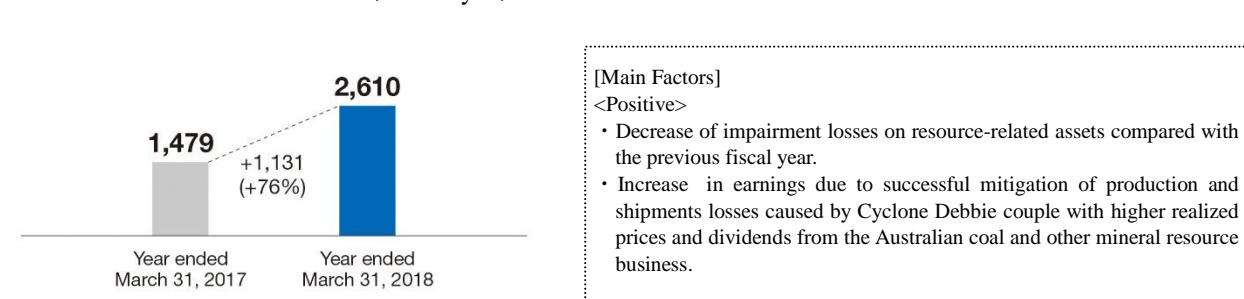 2,610
1,479
+1,131
(+76%)
Year ended
March 31, 2017
Year ended
March 31, 2018
[Main Factors]
<Positive>
・Decrease of impairment losses on resource-related assets compared with
the previous fiscal year.
・Increase in earnings due to successful mitigation of production and
shipments losses caused by Cyclone Debbie couple with higher realized
prices and dividends from the Australian coal and other mineral resource
business.